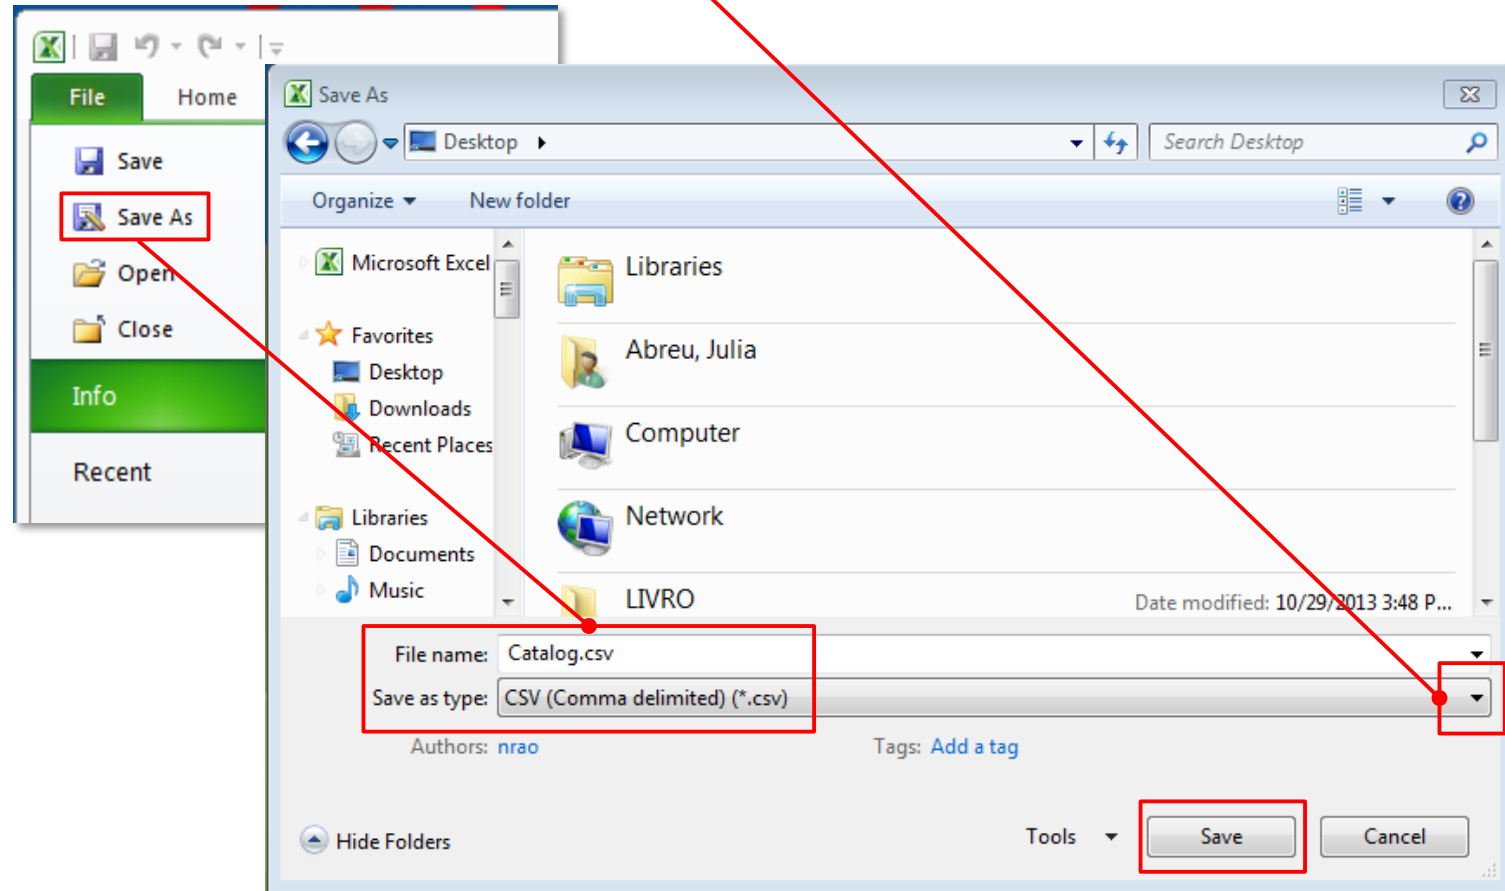 File Home
Save
Save As
Open
Close
Info
Recent
Save As
Desktop
Search Desktop
Organize New folder
Microsoft Excel
Favorites
Desktop
Downloads
Recent Places
Libraries
Documents
Music
Libraries
Abreu, Julia
Computer
Network
LIVRO
Date modified: 10/29/2013 3:48 P...
File name: Catalog.csv
Save as type: CSV (Comma delimited) (*.csv)
Authors: nrao Tags: Add a tag
Hide Folders Tools Save Cancel